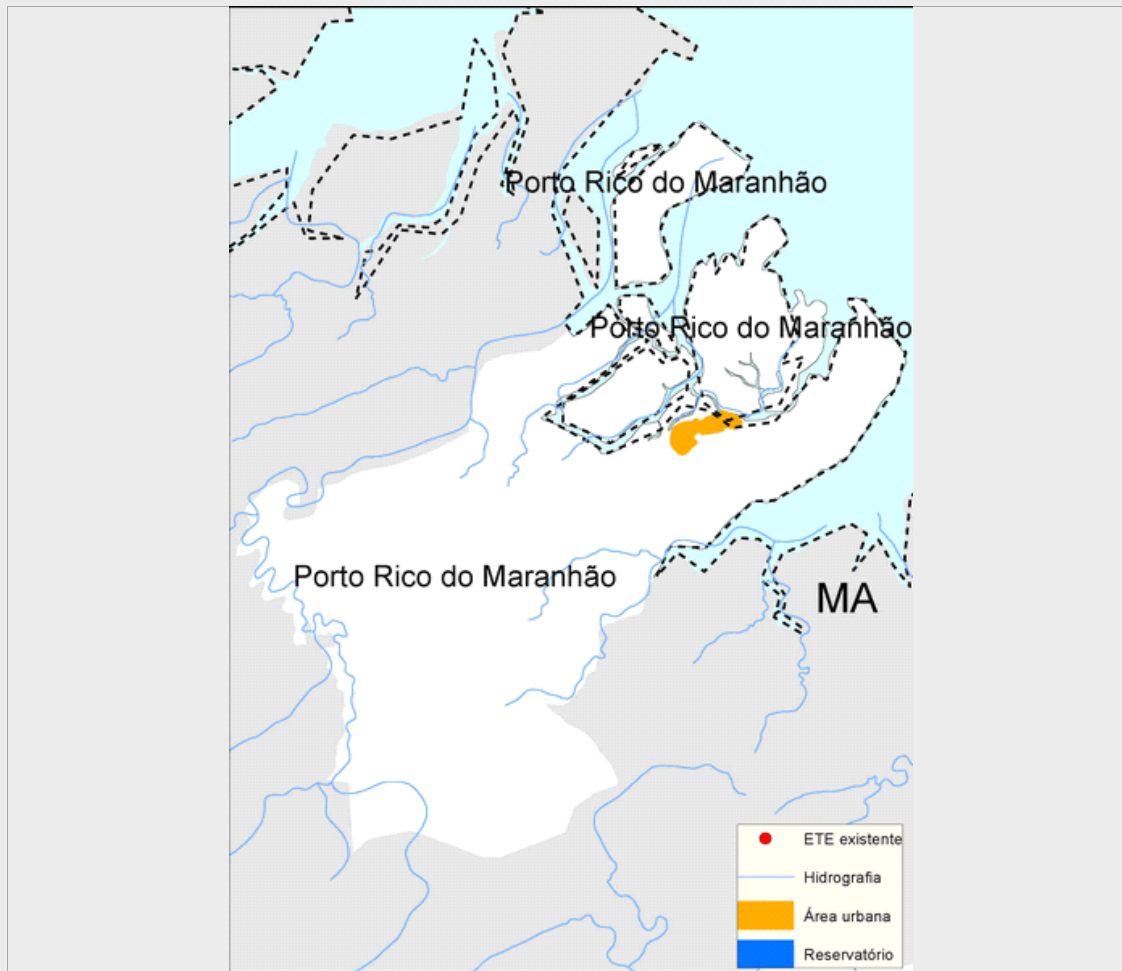 Porto Rico do Maranhão
Porto Rico do Maranhão
Porto Rico do Maranhão
MA
ETE existente
Hidrografia
Área urbana
Reservatório